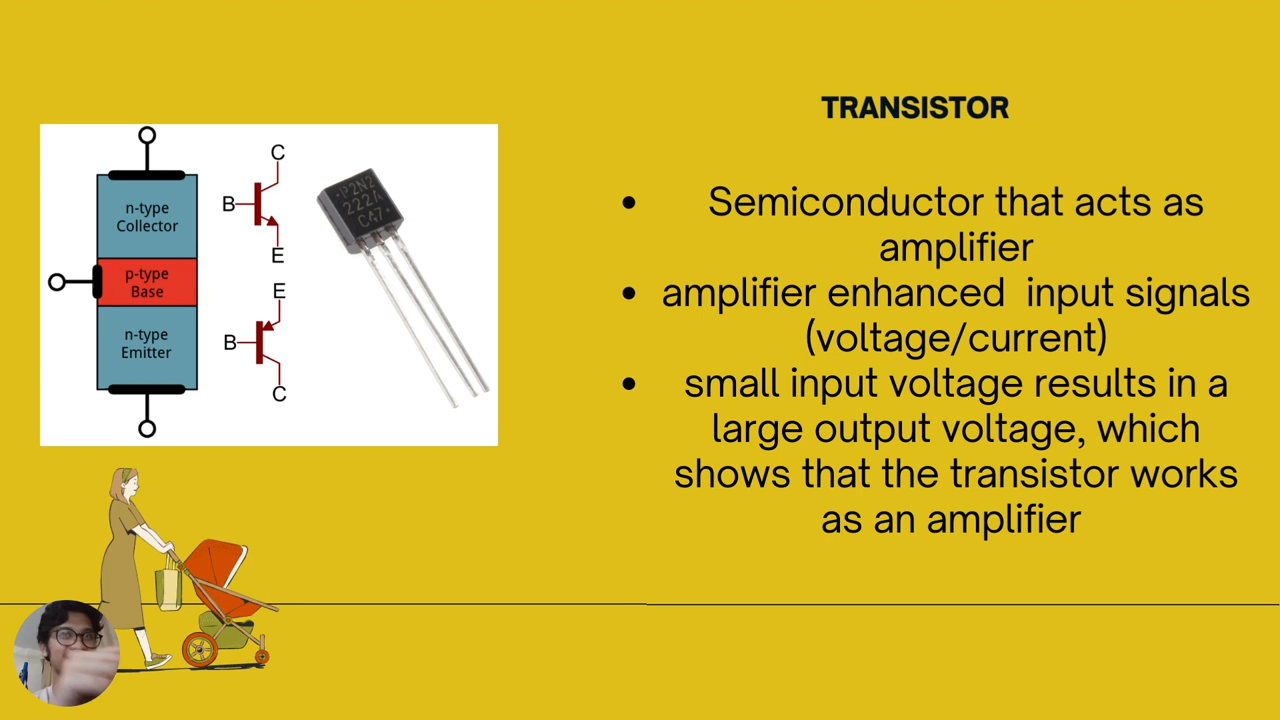 TRANSISTOR
C
n-type
Collector
B
E
p-type
Base
E
n-type
Emitter
B
C
P2N2
222A
C47
• Semiconductor that acts as
amplifier
• amplifier enhanced input signals
(voltage/current)
• small input voltage results in a
large output voltage, which
shows that the transistor works
as an amplifier